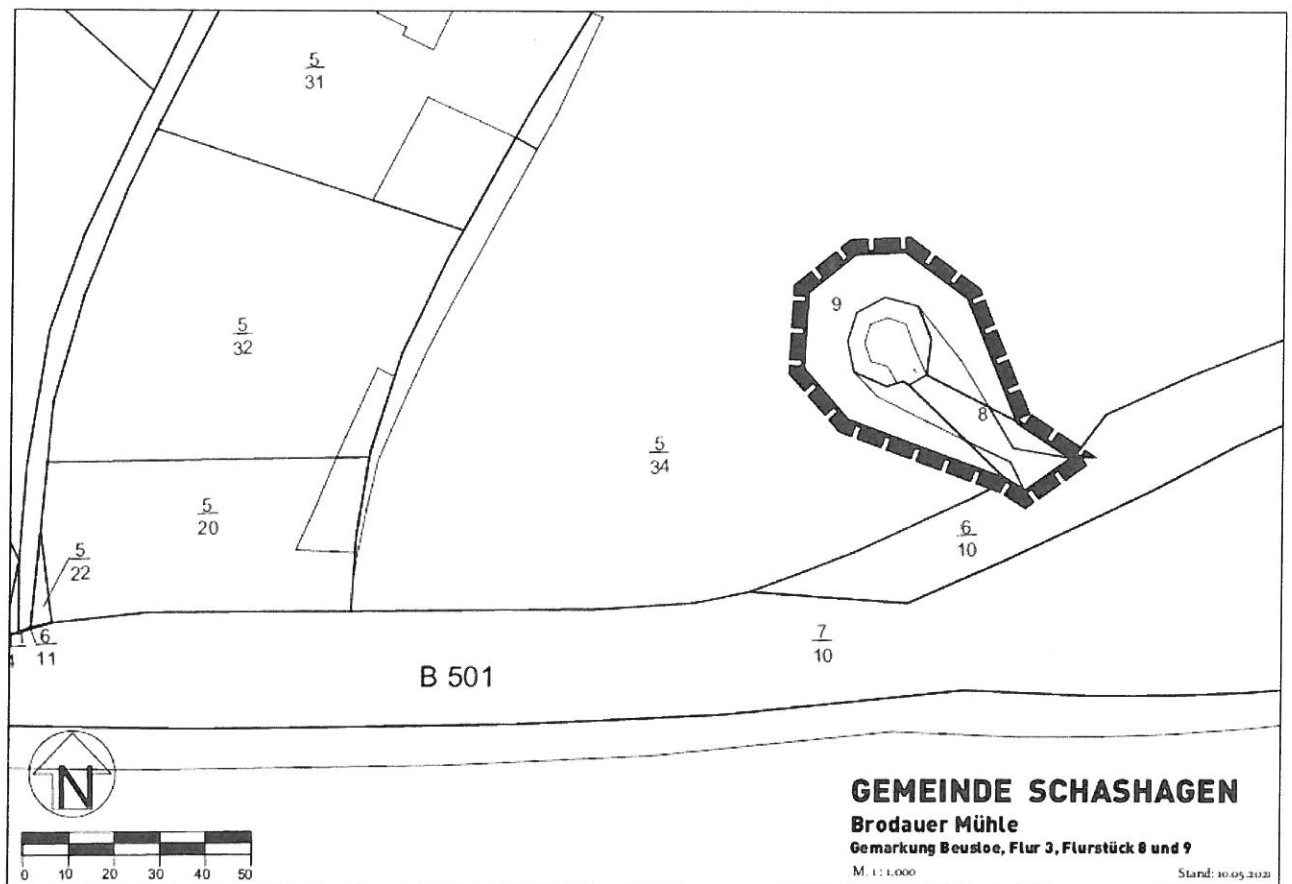 5
31
9
5
32
8
5
34
5
20
6
10
5
22
6
11
7
10
B 501
N
0 10 20 30 40 50
GEMEINDE SCHASHAGEN
Brodauer Mühle
Gemarkung Beusloe, Flur 3, Flurstück 8 und 9
M. 1 : 1.000
Stand: 10.05.2021